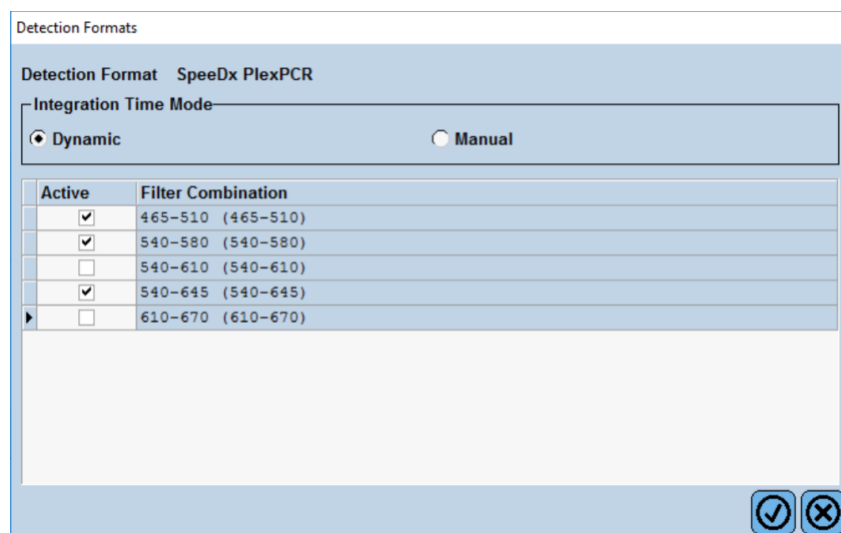 Detection Formats
Detection Format SpeeDx PlexPCR
Integration Time Mode
Dynamic Manual
Active Filter Combination
465-510 (465-510)
540-580 (540-580)
540-610 (540-610)
540-645 (540-645)
610-670 (610-670)